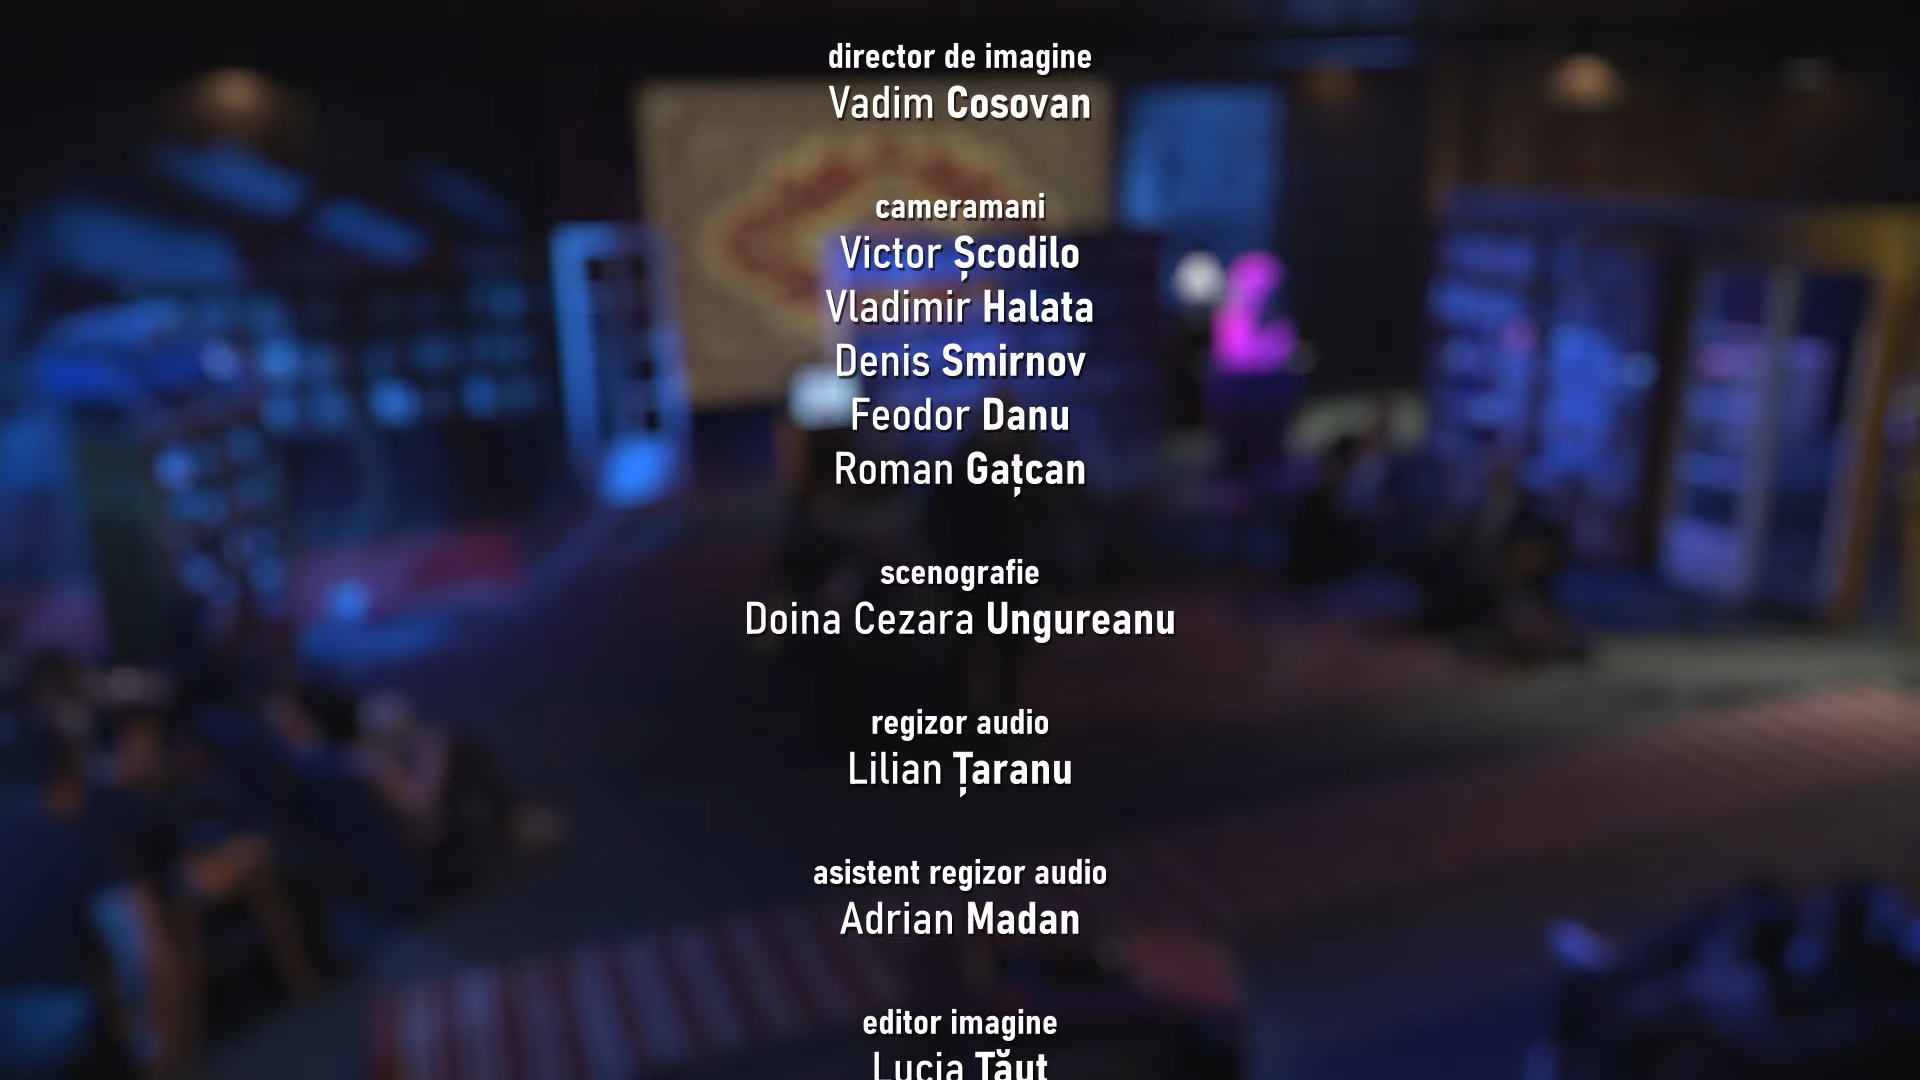 director de imagine
Vadim Cosovan
cameramani
Victor Școdilo
Vladimir Halata
Denis Smirnov
Feodor Danu
Roman Gațcan
scenografie
Doina Cezara Ungureanu
regizor audio
Lilian Țaranu
asistent regizor audio
Adrian Madan
editor imagine
Lucia